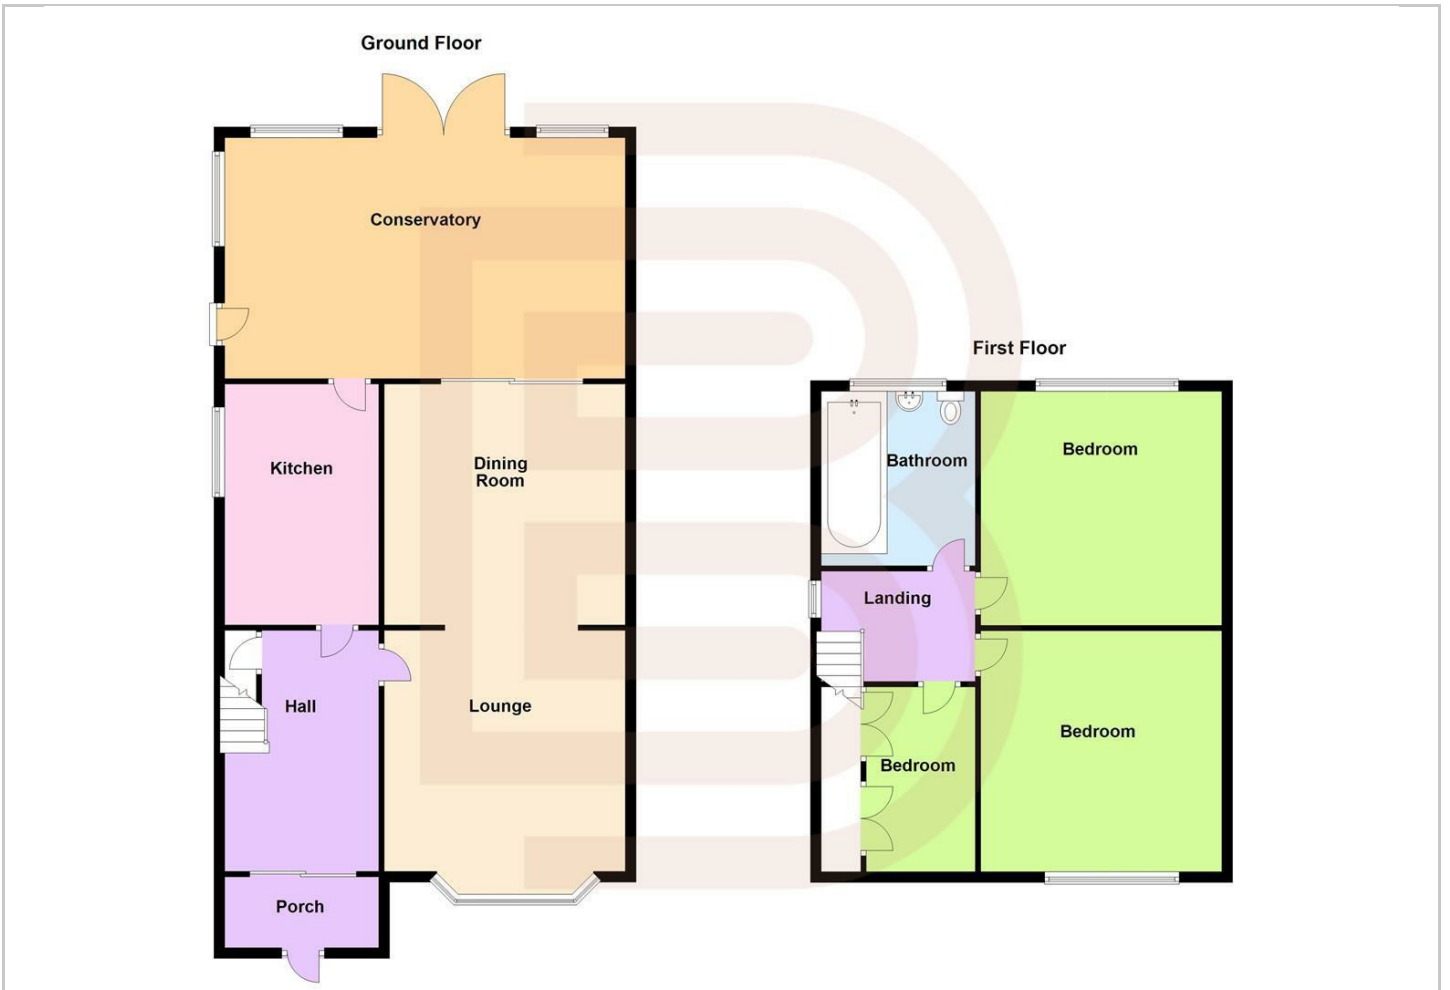 Ground Floor
Conservatory
Kitchen
Dining
Room
Hall
Lounge
Porch
First Floor
Bathroom
Bedroom
Landing
Bedroom
Bedroom